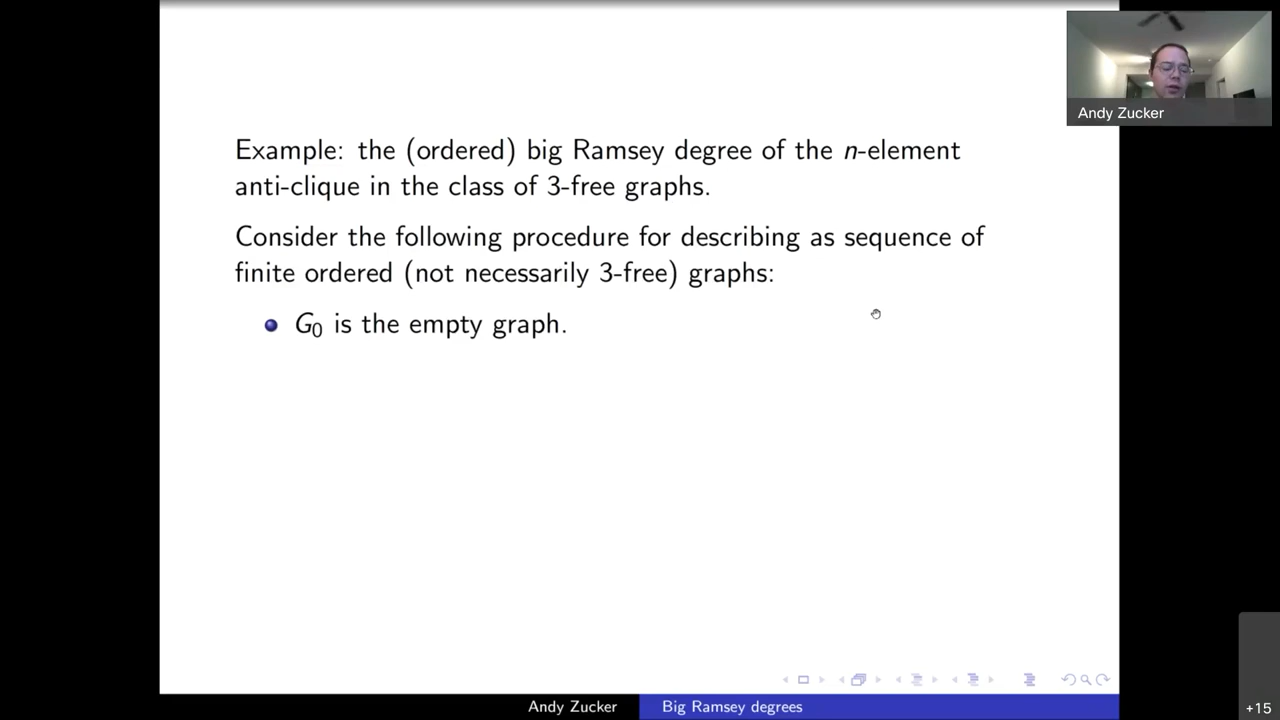 Andy Zucker
Example: the (ordered) big Ramsey degree of the n-element
anti-clique in the class of 3-free graphs.
Consider the following procedure for describing as sequence of
finite ordered (not necessarily 3-free) graphs:
G₀ is the empty graph.
Andy Zucker
Big Ramsey degrees
+15